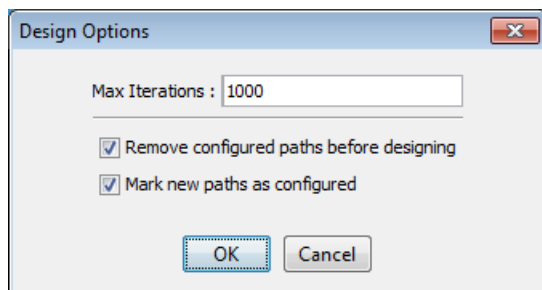 Design Options
Max Iterations : 1000
Remove configured paths before designing
Mark new paths as configured
OK Cancel